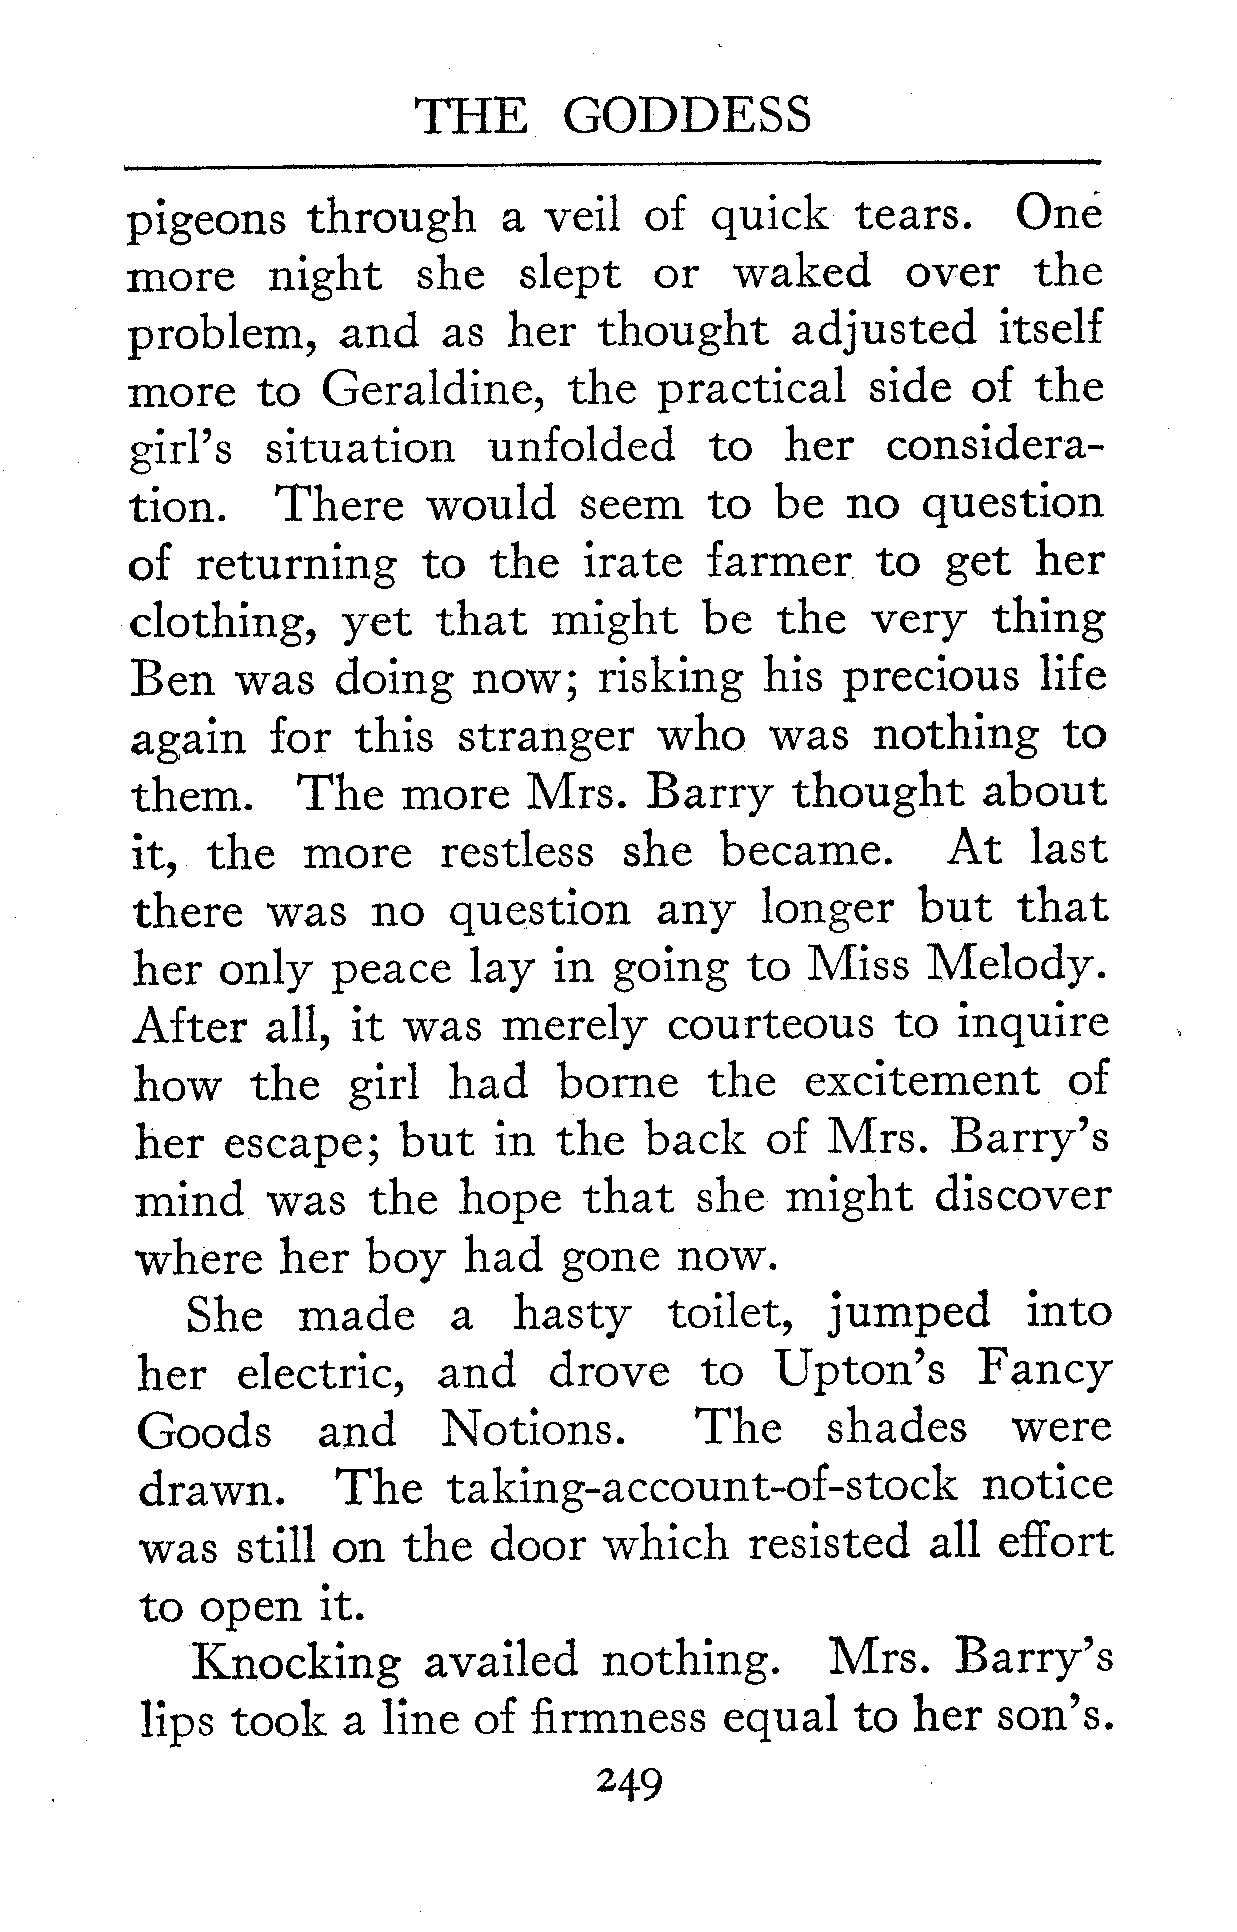 THE GODDESS
pigeons through a veil of quick tears. One
more night she slept or waked over the
problem, and as her thought adjusted itself
more to Geraldine, the practical side of the
girl's situation unfolded to her considera-
tion. There would seem to be no question
of returning to the irate farmer to get her
clothing, yet that might be the very thing
Ben was doing now; risking his precious life
again for this stranger who was nothing to
them. The more Mrs. Barry thought about
it, the more restless she became. At last
there was no question any longer but that
her only peace lay in going to Miss Melody.
After all, it was merely courteous to inquire
how the girl had borne the excitement of
her escape; but in the back of Mrs. Barry's
mind was the hope that she might discover
where her boy had gone now.
She made a hasty toilet, jumped into
her electric, and drove to Upton's Fancy
Goods and Notions. The shades were
drawn. The taking-account-of-stock notice
was still on the door which resisted all effort
to open it.
Knocking availed nothing. Mrs. Barry's
lips took a line of firmness equal to her son's.
249